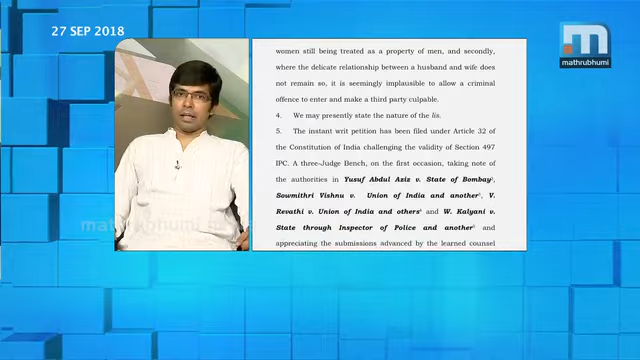 27 SEP 2018
mathrubhumi
women still being treated as a property of men, and secondly,
where the delicate relationship between a husband and wife does
not remain so, it is seemingly implausible to allow a criminal
offence to enter and make a third party culpable.
4. We may presently state the nature of the lis.
5. The instant writ petition has been filed under Article 32 of
the Constitution of India challenging the validity of Section 497
IPC. A three-Judge Bench, on the first occasion, taking note of
the authorities in Yusuf Abdul Aziz v. State of Bombay
Sowmithri Vishnu v. Union of India and another, V.
Revathi v. Union of India and others and W. Kalyani v.
State through Inspector of Police and another and
appreciating the submissions advanced by the learned counsel
mathrubhumi